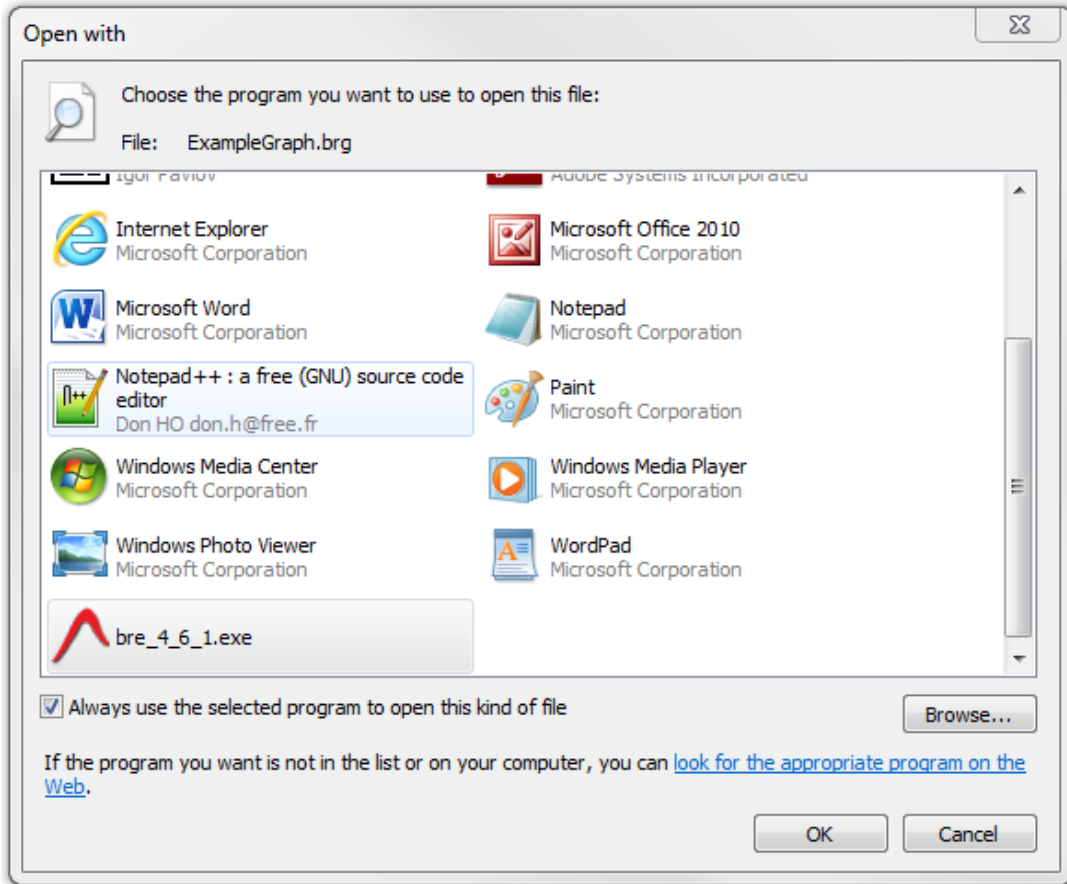 Open with
Choose the program you want to use to open this file:
File: ExampleGraph.brg
Igor Pavlov
Adobe Systems Incorporated
Internet Explorer
Microsoft Corporation
Microsoft Office 2010
Microsoft Corporation
Microsoft Word
Microsoft Corporation
Notepad
Microsoft Corporation
Notepad++ : a free (GNU) source code
editor
Don HO don.h@free.fr
Paint
Microsoft Corporation
Windows Media Center
Microsoft Corporation
Windows Media Player
Microsoft Corporation
Windows Photo Viewer
Microsoft Corporation
WordPad
Microsoft Corporation
bre_4_6_1.exe
Always use the selected program to open this kind of file
Browse...
If the program you want is not in the list or on your computer, you can look for the appropriate program on the
Web.
OK
Cancel